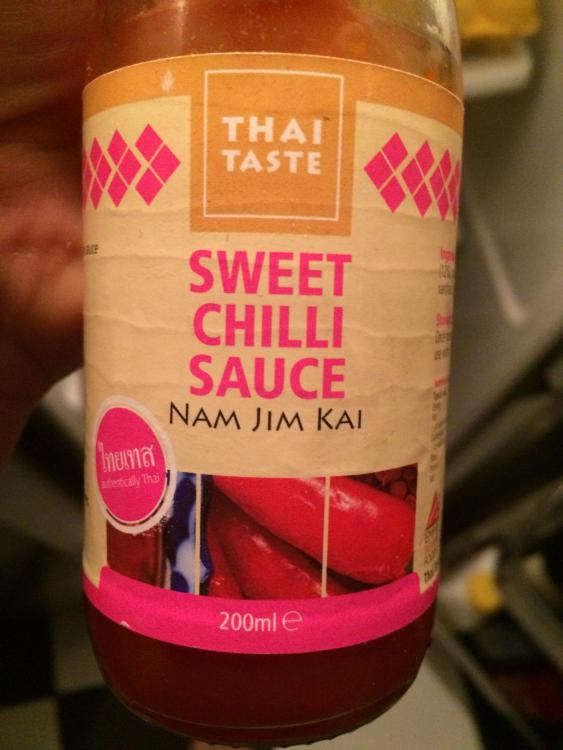 THAI
TASTE
SWEET
CHILLI
SAUCE
NAM JIM KAI
ไทยเทส
authentically Thai
200ml e